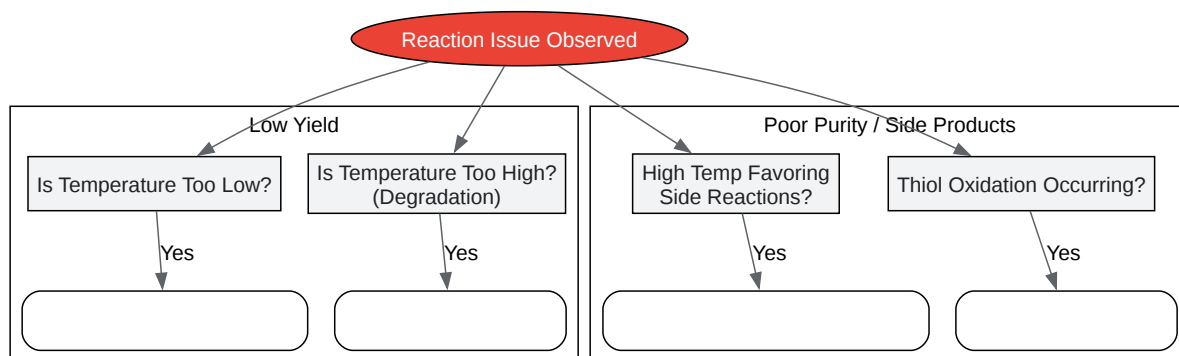 Reaction Issue Observed
Low Yield
Poor Purity / Side Products
Is Temperature Too Low?
Is Temperature Too High?
(Degradation)
High Temp Favoring
Side Reactions?
Thiol Oxidation Occurring?
Yes
Yes
Yes
Yes